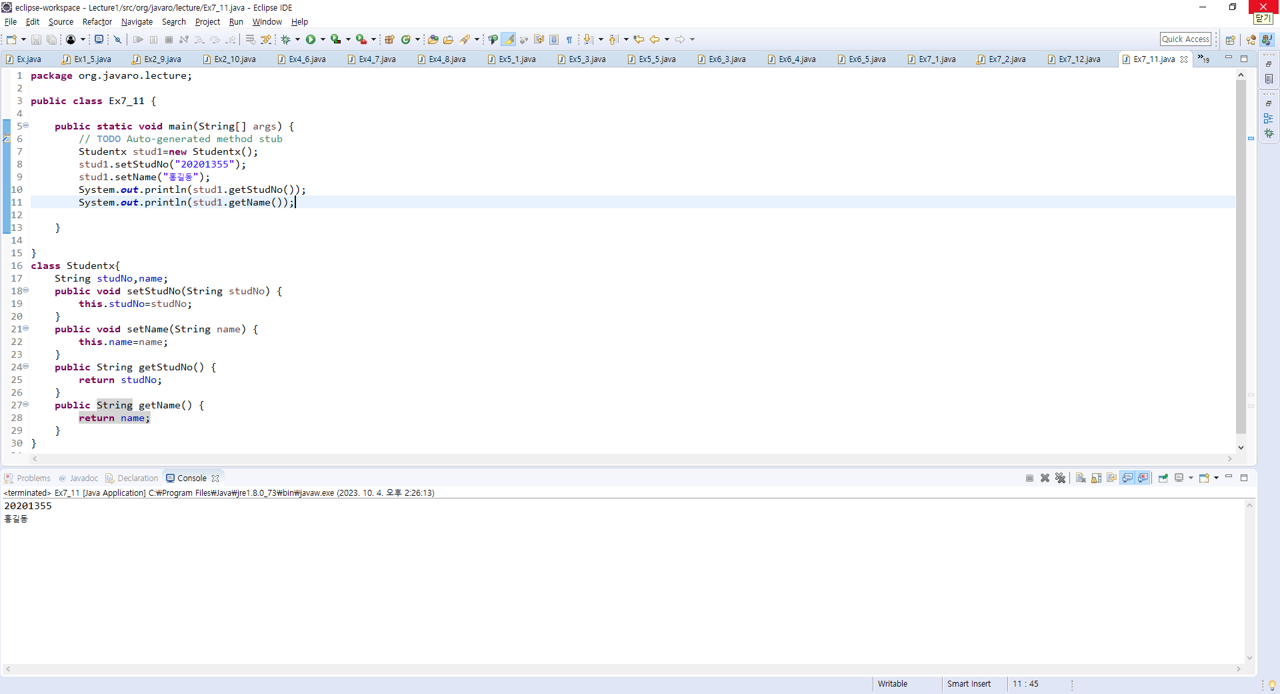 eclipse-workspace - Lecture1/src/org/javaro/lecture/Ex7_11.java - Eclipse IDE
닫기
File Edit Source Refactor Navigate Search Project Run Window Help
Quick Access
Ex.java Ex1_5.java Ex2_9.java Ex2_10.java Ex4_6.java Ex4_7.java Ex4_8.java Ex5_1.java Ex5_3.java Ex5_5.java Ex6_3.java Ex6_4.java Ex6_5.java Ex7_1.java Ex7_2.java Ex7_12.java Ex7_11.java »19
1 package org.javaro.lecture;
2
3 public class Ex7_11 {
4
5 public static void main(String[] args) {
6 // TODO Auto-generated method stub
7 Studentx stud1=new Studentx();
8 stud1.setStudNo("20201355");
9 stud1.setName("홍길동");
10 System.out.println(stud1.getStudNo());
11 System.out.println(stud1.getName());
12
13 }
14
15 }
16 class Studentx{
17 String studNo,name;
18 public void setStudNo(String studNo) {
19 this.studNo=studNo;
20 }
21 public void setName(String name) {
22 this.name=name;
23 }
24 public String getStudNo() {
25 return studNo;
26 }
27 public String getName() {
28 return name;
29 }
30 }
Problems @ Javadoc Declaration Console
<terminated> Ex7_11 [Java Application] C:₩Program Files₩Java₩jre1.8.0_73₩bin₩javaw.exe (2023. 10. 4. 오후 2:26:13)
20201355
홍길동
Writable Smart Insert 11 : 45